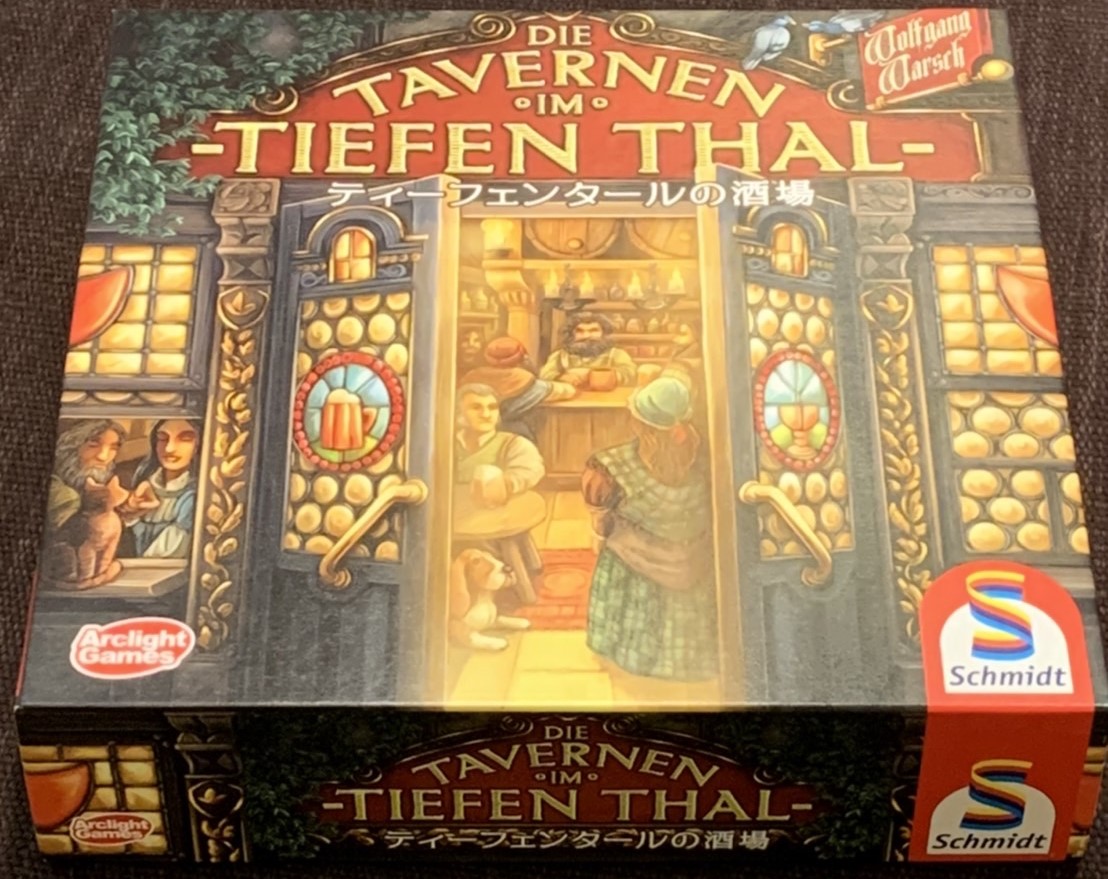 DIE
TAVERNEN
IM
-TIEFEN THAL-
ティーフェンタールの酒場
Wolfgang
Warsch
Arclight
Games
Schmidt
DIE
TAVERNEN
IM
-TIEFEN THAL-
ティーフェンタールの酒場
Arclight
Games
Schmidt